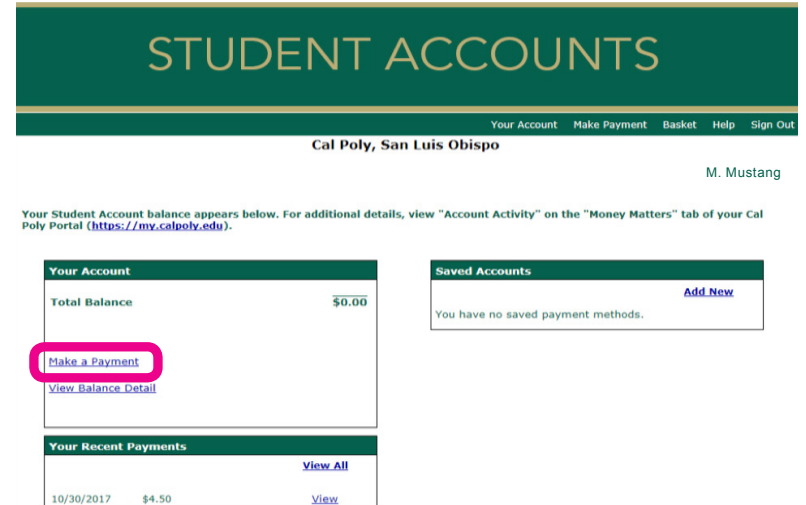 STUDENT ACCOUNTS
Your Account Make Payment Basket Help Sign Out
Cal Poly, San Luis Obispo
M. Mustang
Your Student Account balance appears below. For additional details, view "Account Activity" on the "Money Matters" tab of your Cal
Poly Portal (https://my.calpoly.edu).
Your Account
Total Balance $0.00
Make a Payment
View Balance Detail
Saved Accounts
Add New
You have no saved payment methods.
Your Recent Payments
View All
10/30/2017 $4.50 View